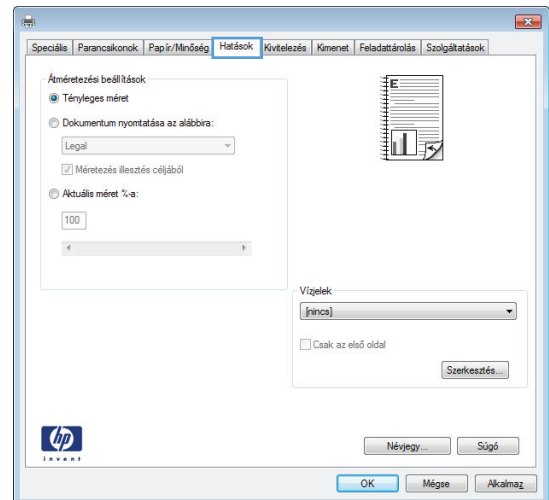 Speciális Parancsikonok Papír/Minőség Hatások Kivitelezés Kimenet Feladattárolás Szolgáltatások
Átméretezési beállítások
Tényleges méret
Dokumentum nyomtatása az alábbira:
Legal
Méretezés illesztés céljából
Aktuális méret %-a:
100
E
Vízjelek
[nincs]
Csak az első oldal
Szerkesztés...
hp
invent
Névjegy... Súgó
OK Mégse Alkalmaz